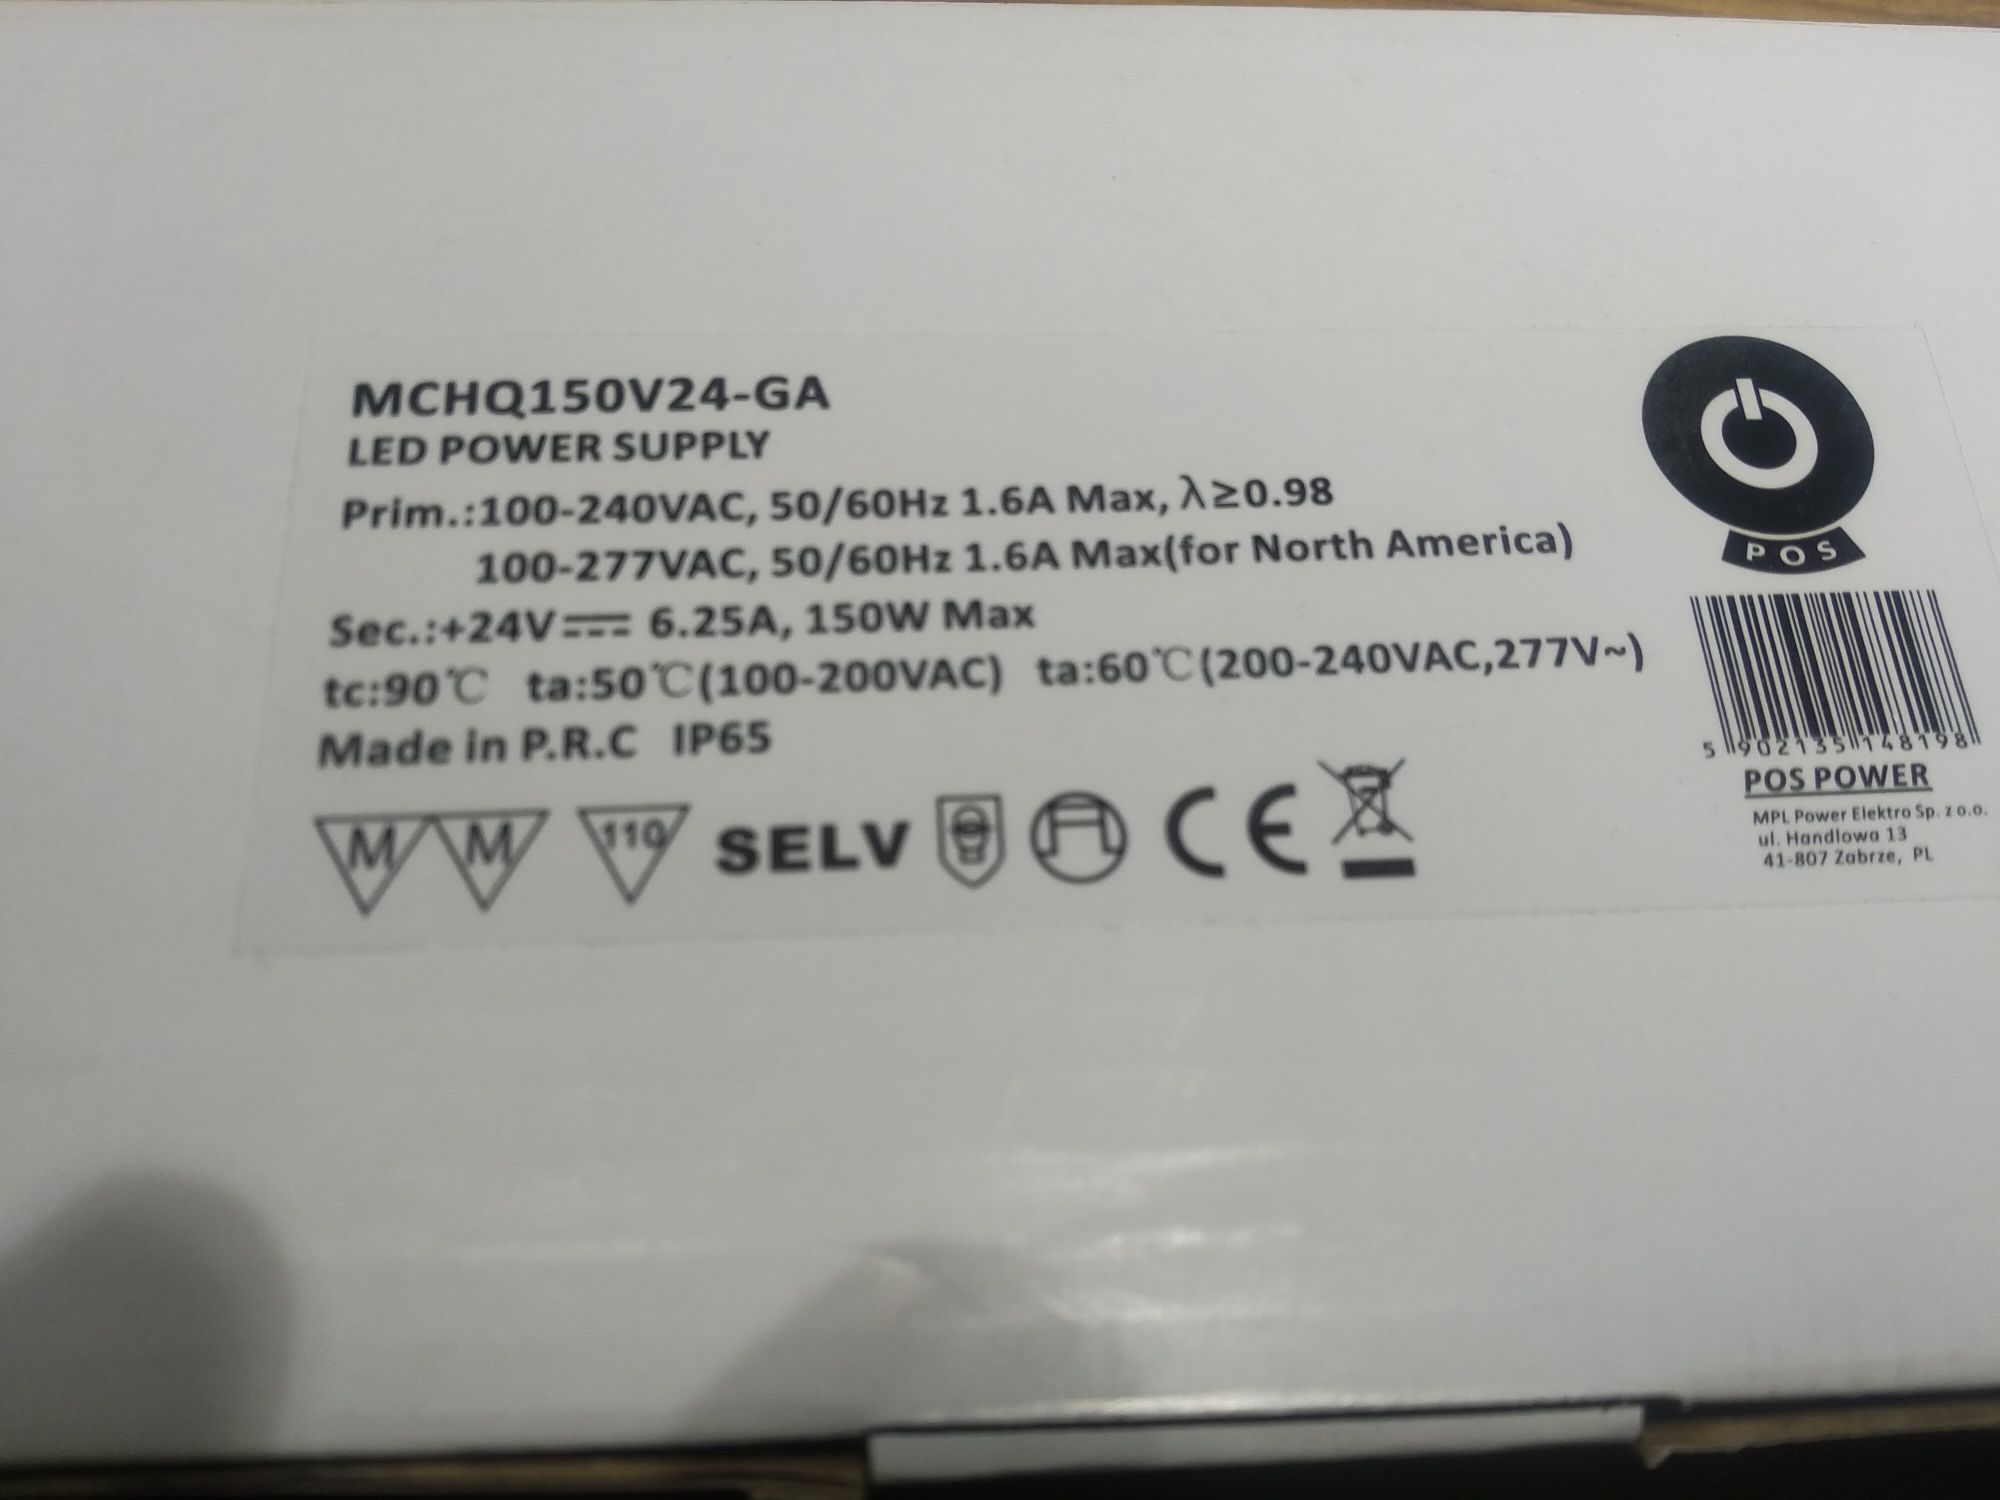 MCHQ150V24-GA
LED POWER SUPPLY
Prim.:100-240VAC, 50/60Hz 1.6A Max, λ≥0.98
100-277VAC, 50/60Hz 1.6A Max(for North America)
Sec.:+24V⎓ 6.25A, 150W Max
tc:90℃ ta:50℃(100-200VAC) ta:60℃(200-240VAC,277V~)
Made in P.R.C IP65
M M 110 SELV CE
POS
5 902135 148198
POS POWER
MPL Power Elektro Sp. z o.o.
ul. Handlowa 13
41-807 Zabrze, PL